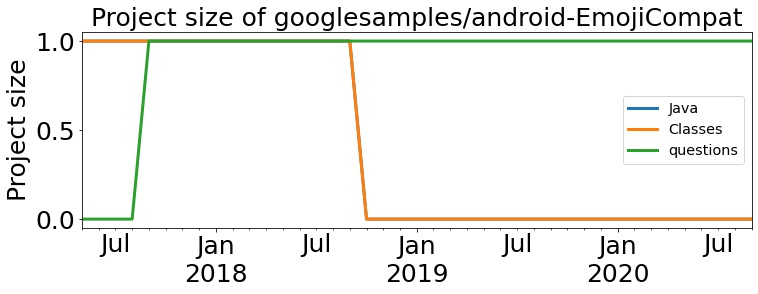 Project size of googlesamples/android-EmojiCompat
Project size
1.0
0.5
0.0
Java
Classes
questions
Jul Jan Jul Jan Jul Jan Jul
2018 2019 2020